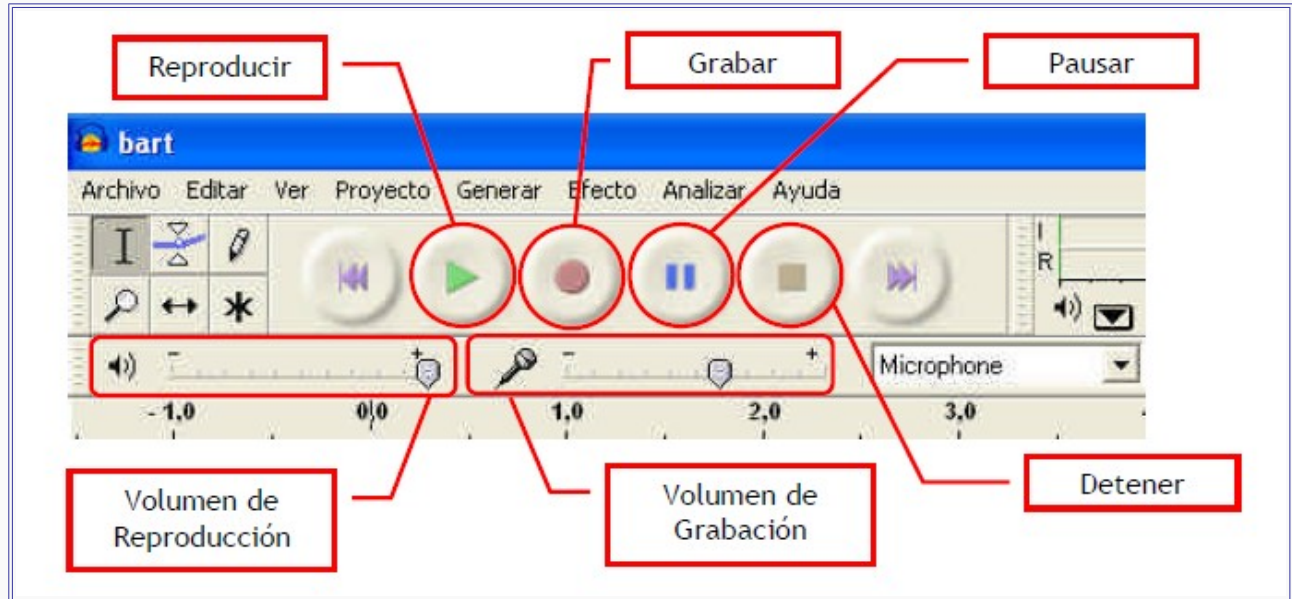 Reproducir
Grabar
Pausar
bart
Archivo Editar Ver Proyecto Generar Efecto Analizar Ayuda
I
R
- + - +
Microphone
- 1,0 0,0 1,0 2,0 3,0
Volumen de
Reproducción
Volumen de
Grabación
Detener